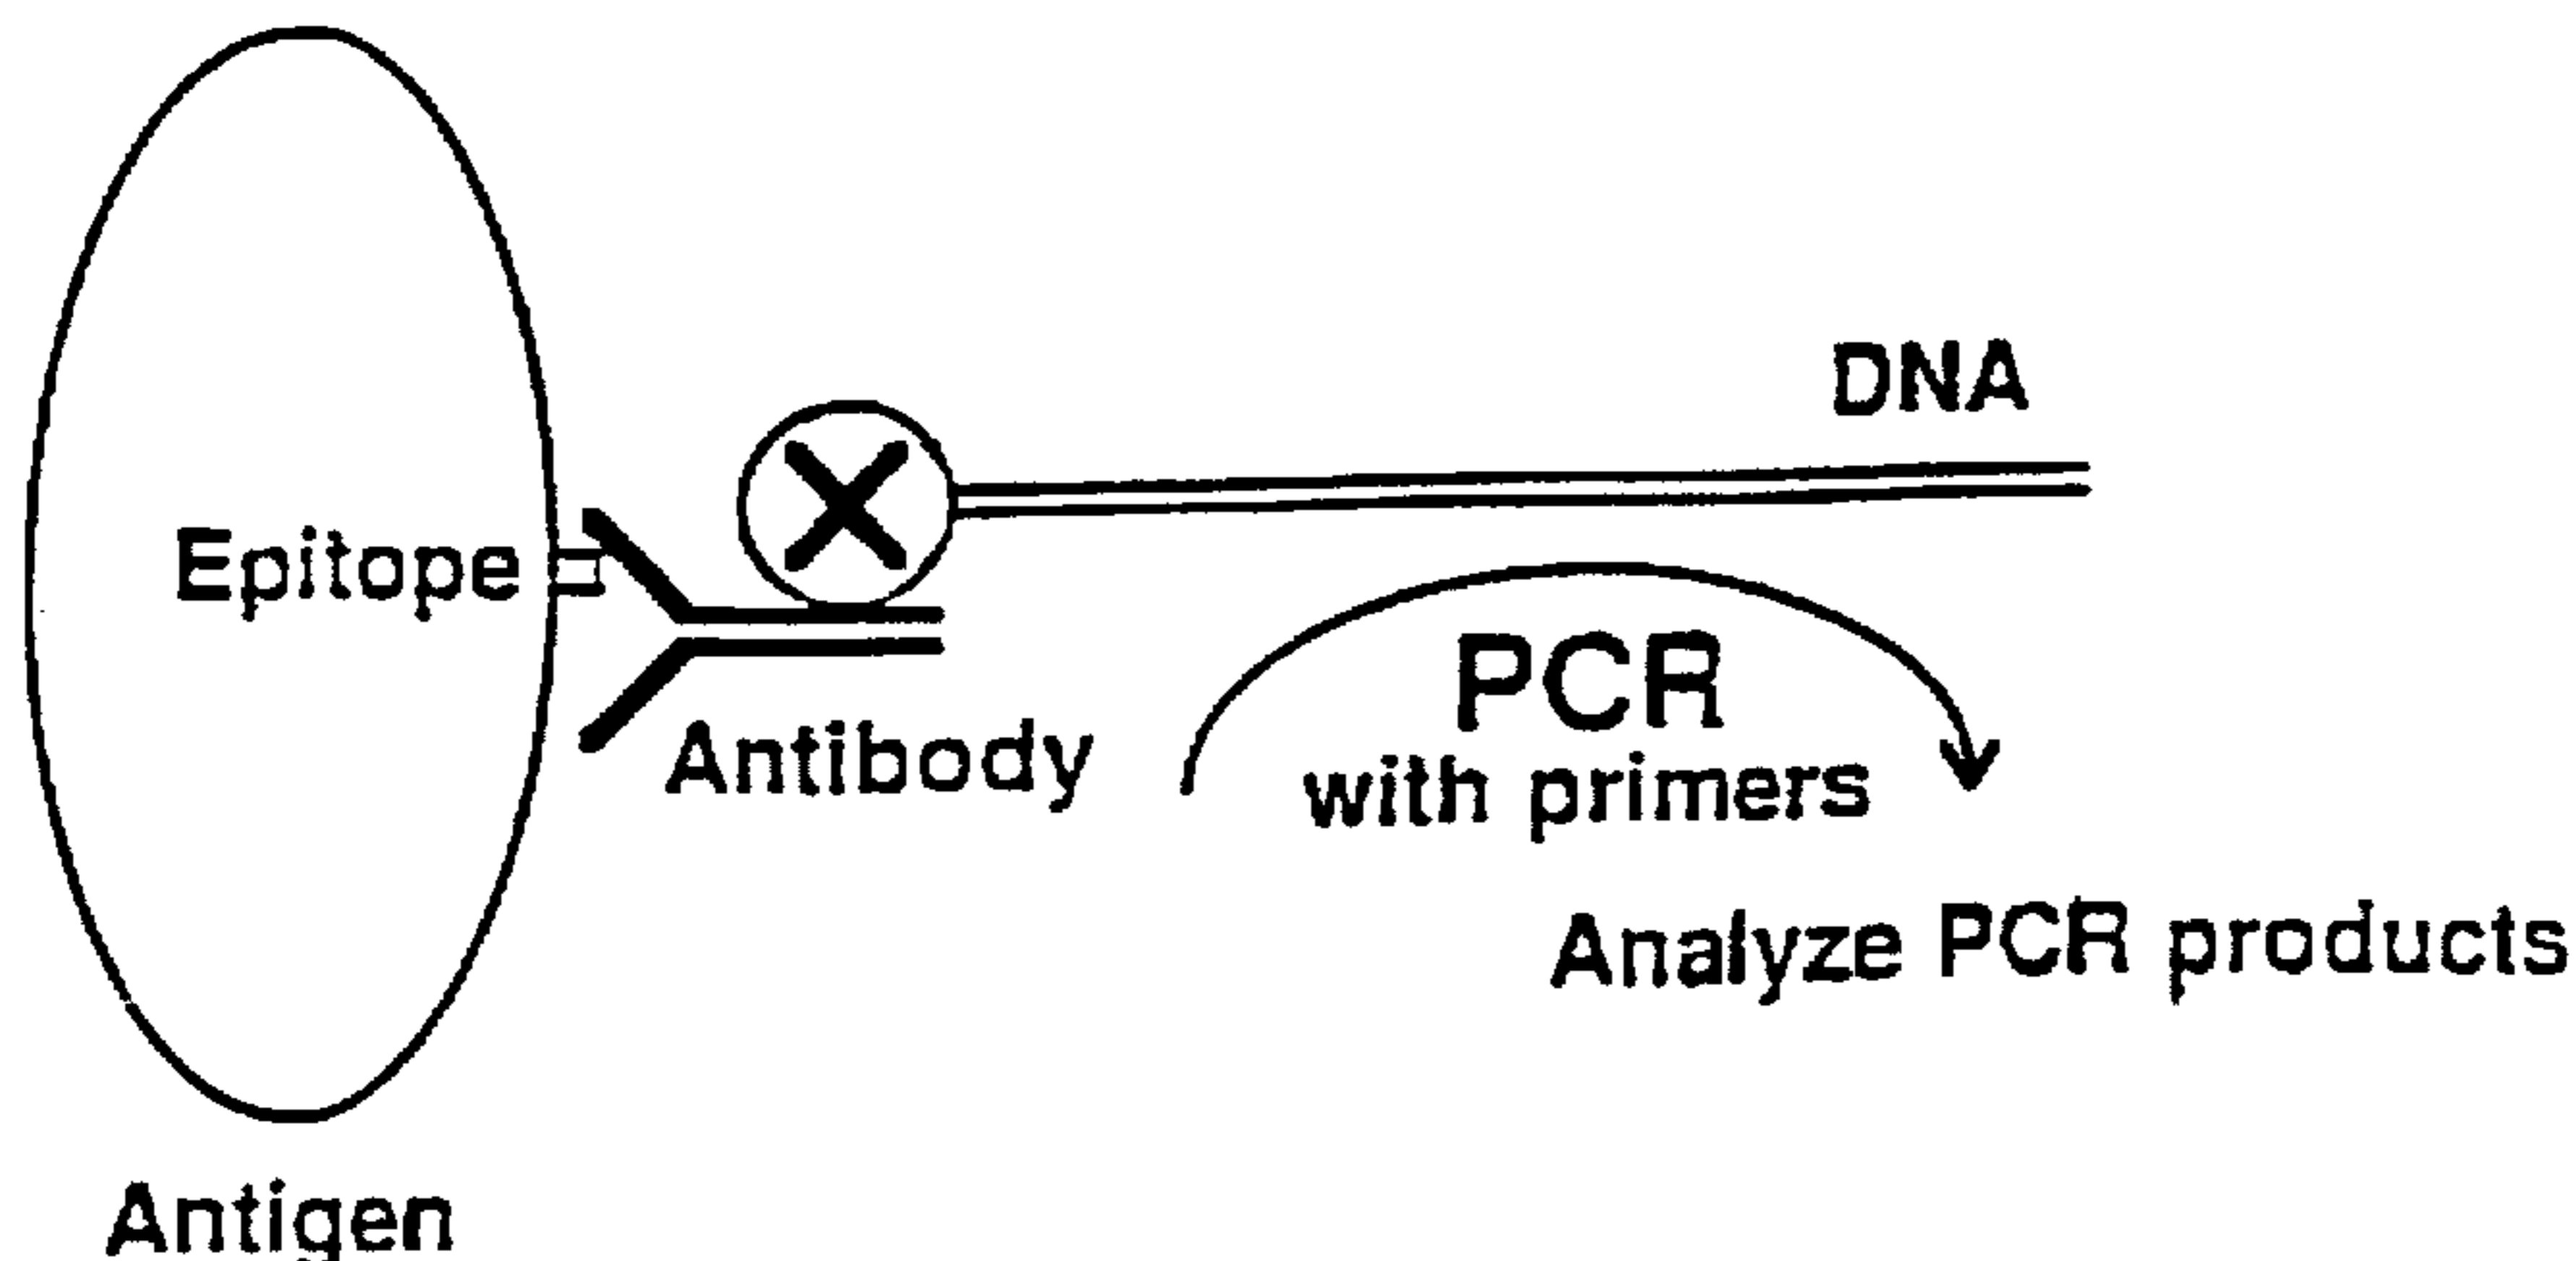 DNA
Epitope
PCR
with primers
Antibody
Analyze PCR products
Antigen